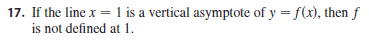 17. If the line x = 1 is a vertical asymptote of y = f(x), then f
is not defined at 1.